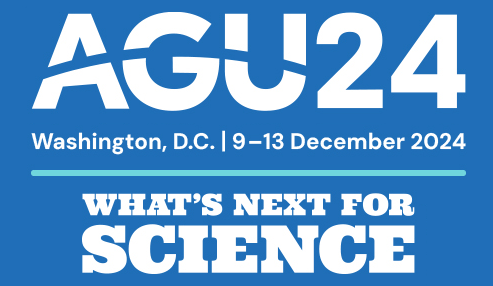 AGU24
Washington, D.C. | 9–13 December 2024
WHAT'S NEXT FOR
SCIENCE